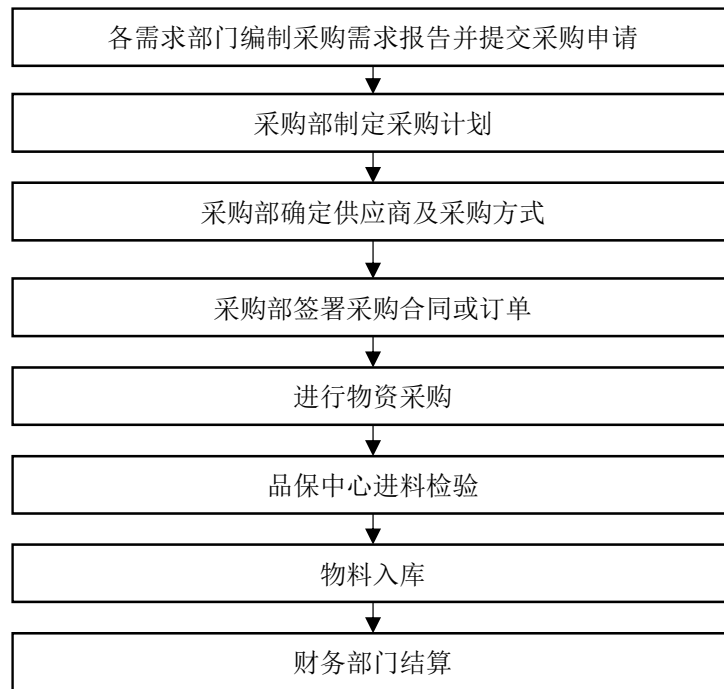 各需求部门编制采购需求报告并提交采购申请
采购部制定采购计划
采购部确定供应商及采购方式
采购部签署采购合同或订单
进行物资采购
品保中心进料检验
物料入库
财务部门结算